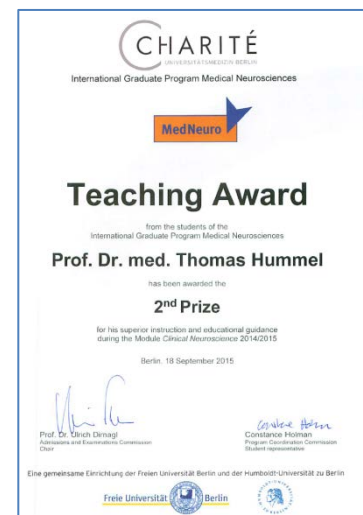 CHARITÉ
UNIVERSITÄTSMEDIZIN BERLIN
International Graduate Program Medical Neurosciences
MedNeuro
Teaching Award
from the students of the
International Graduate Program Medical Neurosciences
Prof. Dr. med. Thomas Hummel
has been awarded the
2nd Prize
for his superior instruction and educational guidance
during the Module Clinical Neuroscience 2014/2015
Berlin, 18 September 2015
Constance Holman
Prof. Dr. Ulrich Dirnagl
Admissions and Examinations Commission
Chair
Constance Holman
Program Coordination Commission
Student representative
Eine gemeinsame Einrichtung der Freien Universität Berlin und der Humboldt-Universität zu Berlin
Freie Universität Berlin